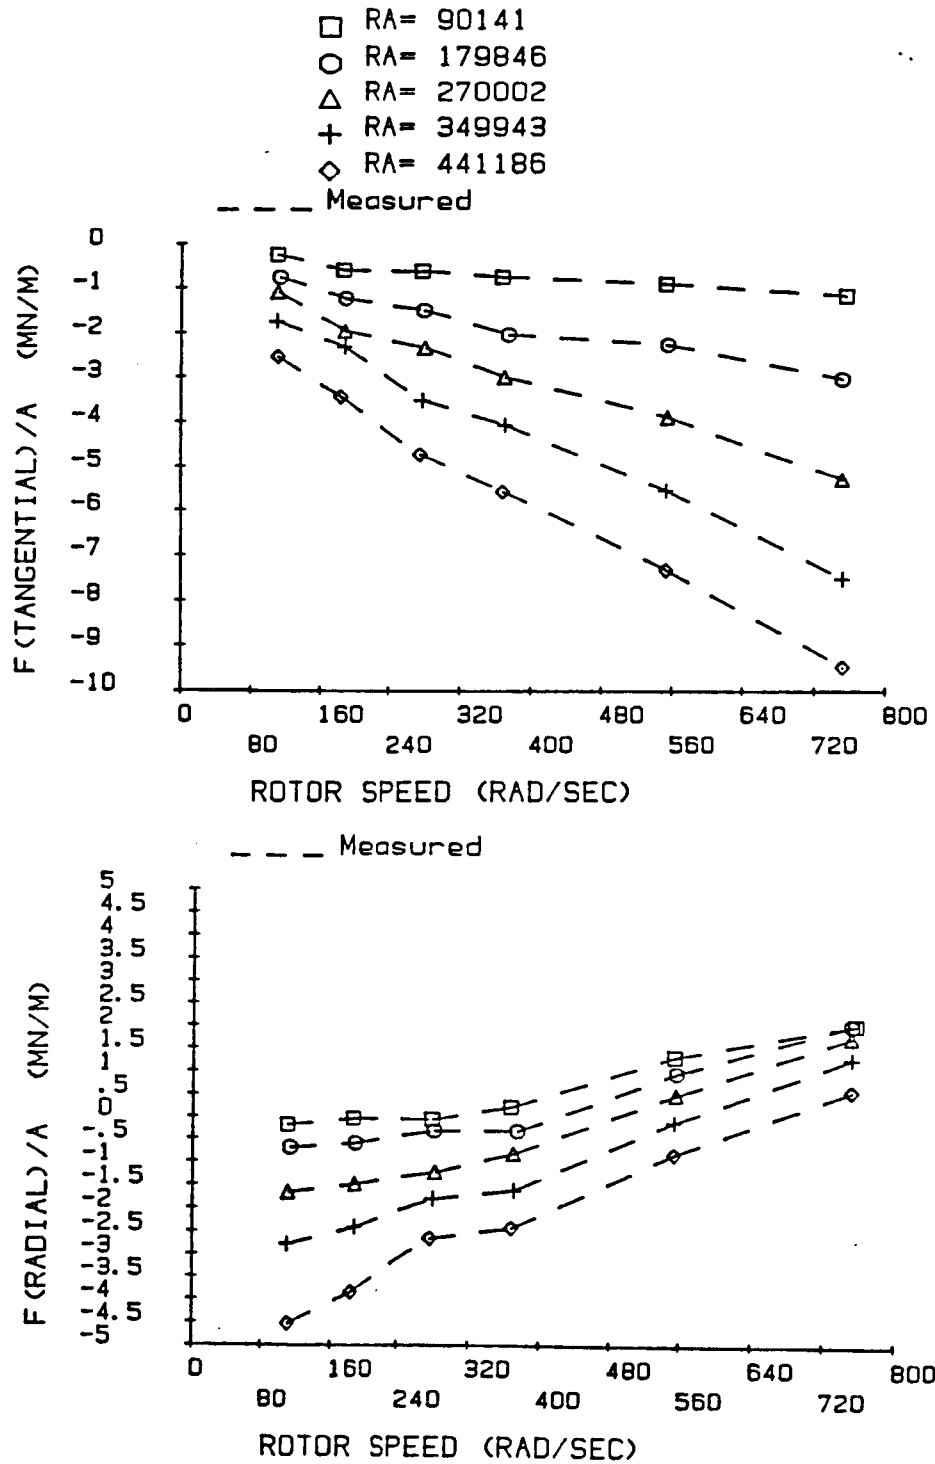 RA= 90141
RA= 179846
RA= 270002
RA= 349943
RA= 441186
Measured
F(TANGENTIAL)/A (MN/M)
0
-1
-2
-3
-4
-5
-6
-7
-8
-9
-10
0 160 320 480 640 800
80 240 400 560 720
ROTOR SPEED (RAD/SEC)
Measured
F(RADIAL)/A (MN/M)
5
4.5
4
3.5
3
2.5
2
1.5
1
.5
0
-.5
-1
-1.5
-2
-2.5
-3
-3.5
-4
-4.5
-5
0 160 320 480 640 800
80 240 400 560 720
ROTOR SPEED (RAD/SEC)